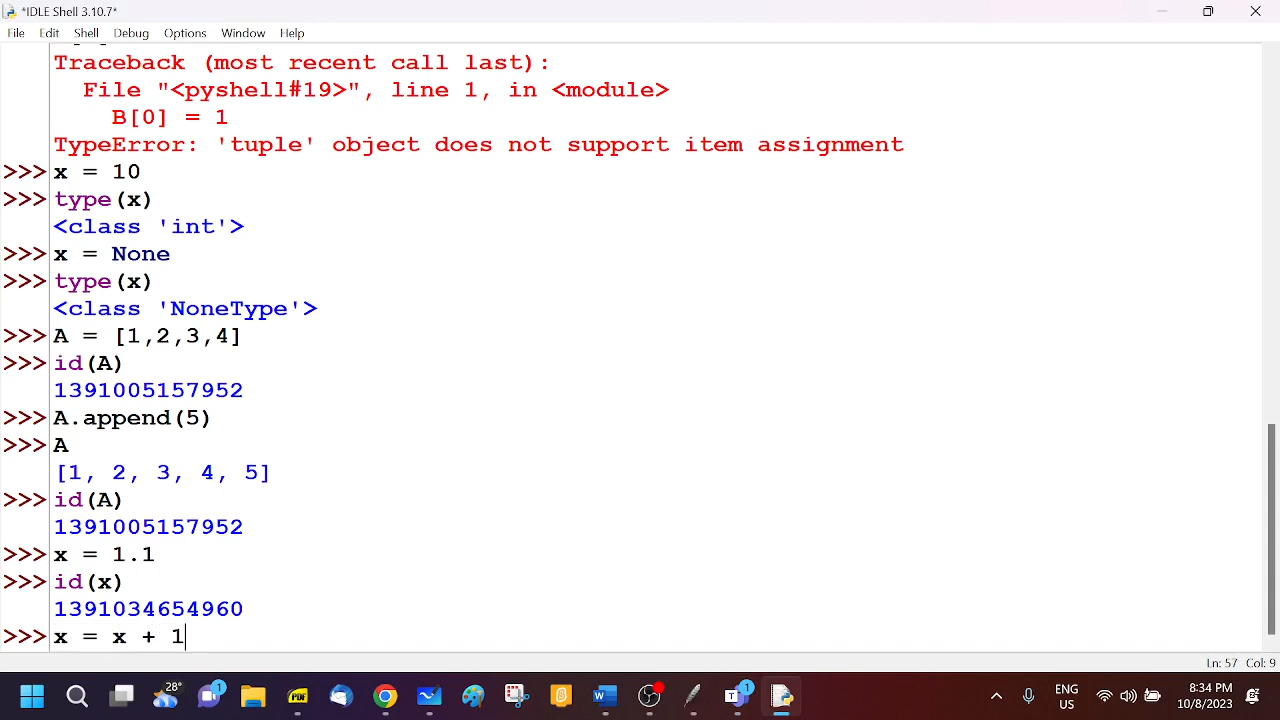 *IDLE Shell 3.10.7*
File Edit Shell Debug Options Window Help
Traceback (most recent call last):
File "<pyshell#19>", line 1, in <module>
B[0] = 1
TypeError: 'tuple' object does not support item assignment
>>> x = 10
>>> type(x)
<class 'int'>
>>> x = None
>>> type(x)
<class 'NoneType'>
>>> A = [1,2,3,4]
>>> id(A)
1391005157952
>>> A.append(5)
>>> A
[1, 2, 3, 4, 5]
>>> id(A)
1391005157952
>>> x = 1.1
>>> id(x)
1391034654960
>>> x = x + 1
Ln: 57 Col: 9
28°
1
PDF
W
1
ENG
US
8:34 PM
10/8/2023